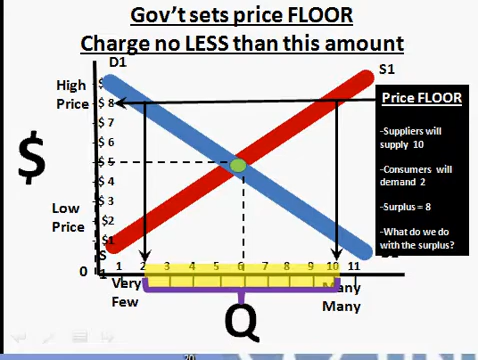 Gov't sets price FLOOR
Charge no LESS than this amount
D1
S1
High
Price
$
Low
Price
$ 8
$ 7
$ 6
$ 5
$ 4
$ 3
$2
$1
$
1
0
1 2 3 4 5 6 7 8 9 10 11
Very
Few
Many
Many
Q
Price FLOOR
-Suppliers will
supply 10
-Consumers will
demand 2
-Surplus = 8
-What do we do
with the surplus?
20